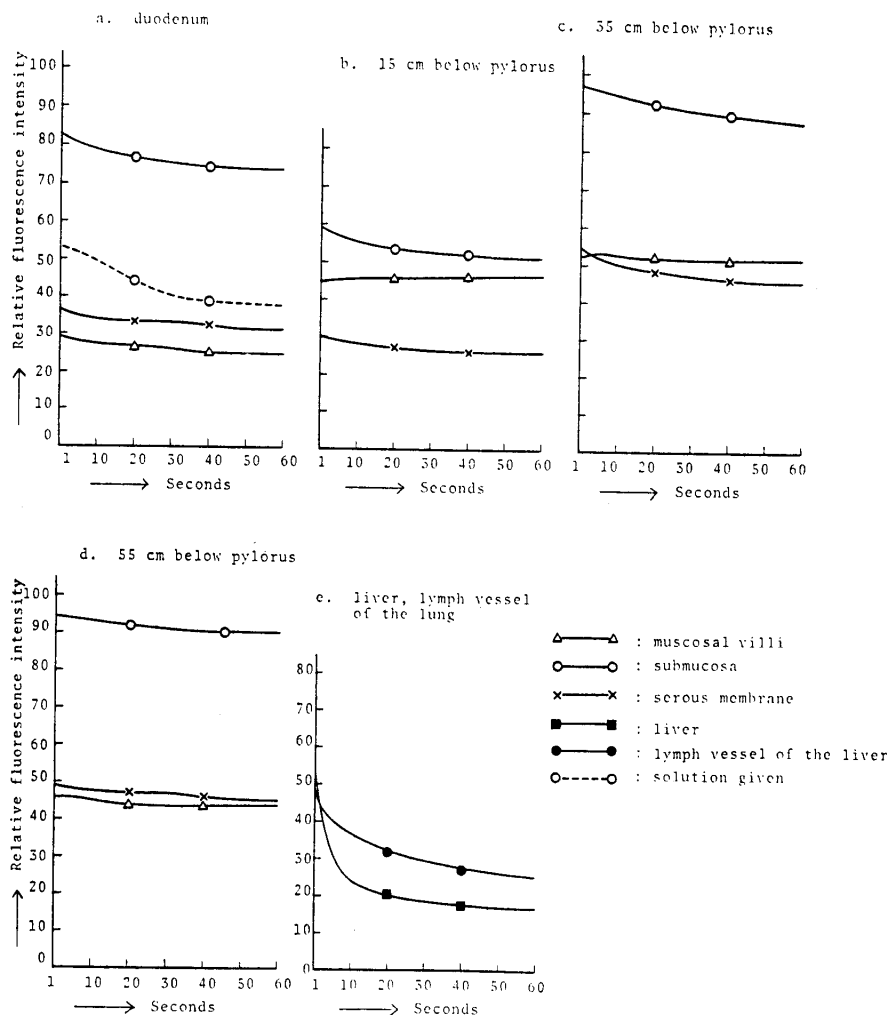 a. duodenum
Relative fluorescence intensity
100
90
80
70
60
50
40
30
20
10
0
1 10 20 30 40 50 60
Seconds
b. 15 cm below pylorus
1 10 20 30 40 50 60
Seconds
c. 35 cm below pylorus
1 10 20 30 40 50 60
Seconds
d. 55 cm below pylorus
Relative fluorescence intensity
100
90
80
70
60
50
40
30
20
10
0
1 10 20 30 40 50 60
Seconds
e. liver, lymph vessel
of the lung
80
70
60
50
40
30
20
10
0
1 10 20 30 40 50 60
Seconds
: muscosal villi
: submucosa
: serous membrane
: liver
: lymph vessel of the liver
: solution given